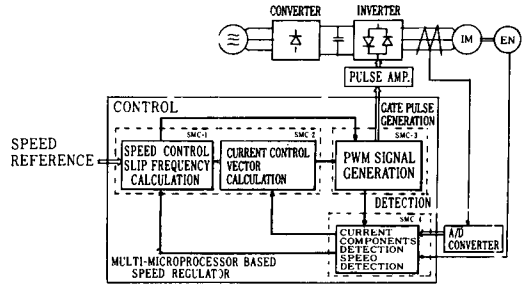 CONVERTER
INVERTER
IM
EN
PULSE AMP.
CONTROL
GATE PULSE
GENERATION
SPEED
REFERENCE
SMC-1
SPEED CONTROL
SLIP FREQUENCY
CALCULATION
SMC 2
CURRENT CONTROL
VECTOR
CALCULATION
SMC-3
PWM SIGNAL
GENERATION
DETECTION
SMC
CURRENT
COMPONENTS
DETECTION
SPEED
DETECTION
A/D
CONVERTER
MULTI-MICROPROCESSOR BASED
SPEED REGULATOR